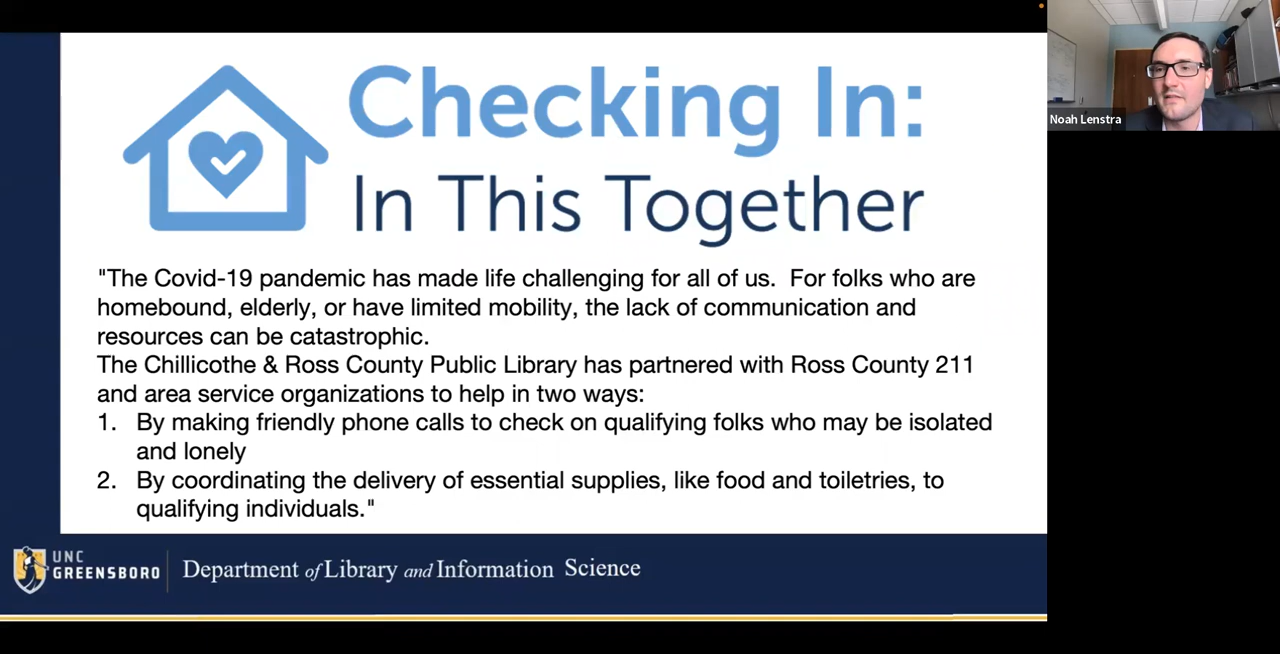 Checking In:
In This Together
"The Covid-19 pandemic has made life challenging for all of us.  For folks who are
homebound, elderly, or have limited mobility, the lack of communication and
resources can be catastrophic.
The Chillicothe & Ross County Public Library has partnered with Ross County 211
and area service organizations to help in two ways:
1. By making friendly phone calls to check on qualifying folks who may be isolated
and lonely
2. By coordinating the delivery of essential supplies, like food and toiletries, to
qualifying individuals."
UNC
GREENSBORO
Department of Library and Information Science
Noah Lenstra